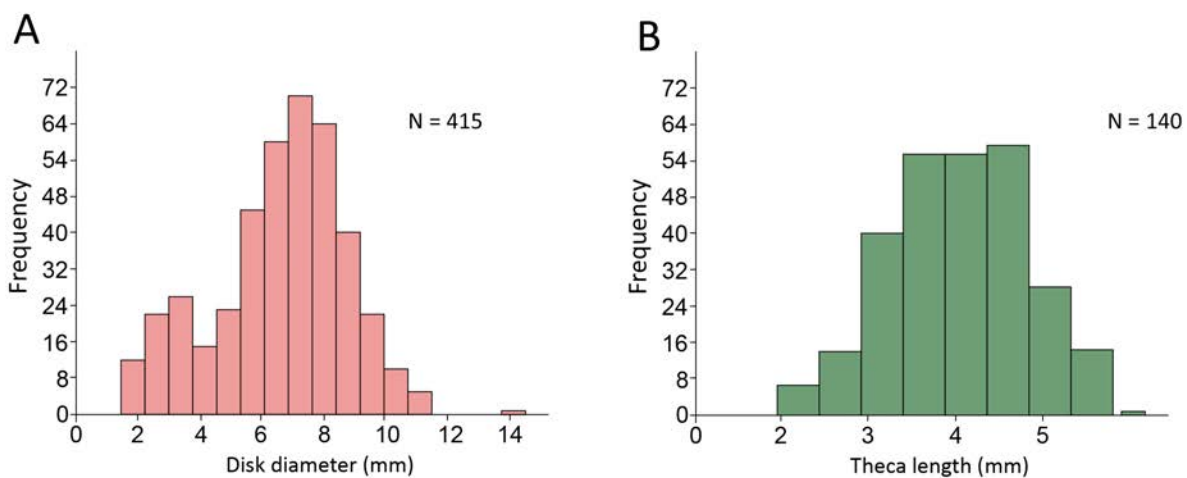 A
Frequency
72
64
54
48
40
32
24
16
8
0
N = 415
0 2 4 6 8 10 12 14
Disk diameter (mm)
B
Frequency
72
64
54
48
40
32
24
16
8
0
N = 140
0 2 3 4 5
Theca length (mm)